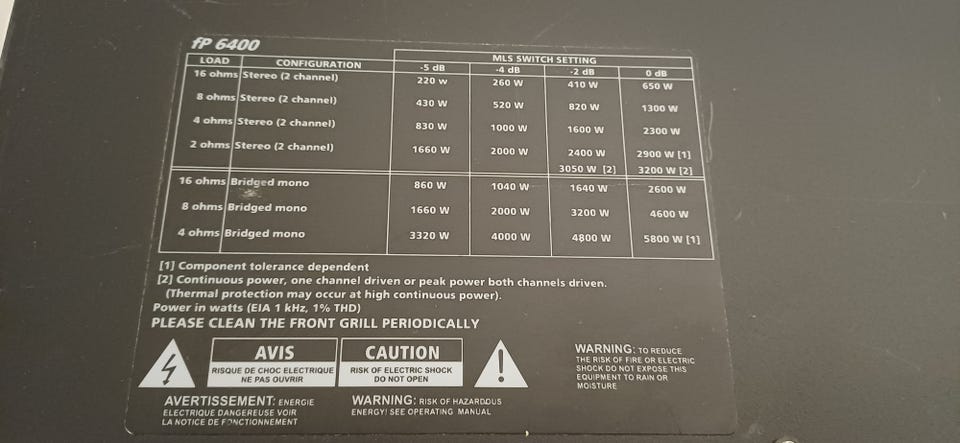 fP 6400
MLS SWITCH SETTING
LOAD CONFIGURATION -5 dB -4 dB -2 dB 0 dB
16 ohms Stereo (2 channel) 220 W 260 W 410 W 650 W
8 ohms Stereo (2 channel) 430 W 520 W 820 W 1300 W
4 ohms Stereo (2 channel) 830 W 1000 W 1600 W 2300 W
2 ohms Stereo (2 channel) 1660 W 2000 W 2400 W 2900 W [1]
3050 W [2] 3200 W [2]
16 ohms Bridged mono 860 W 1040 W 1640 W 2600 W
8 ohms Bridged mono 1660 W 2000 W 3200 W 4600 W
4 ohms Bridged mono 3320 W 4000 W 4800 W 5800 W [1]
[1] Component tolerance dependent
[2] Continuous power, one channel driven or peak power both channels driven.
(Thermal protection may occur at high continuous power).
Power in watts (EIA 1 kHz, 1% THD)
PLEASE CLEAN THE FRONT GRILL PERIODICALLY
AVIS
RISQUE DE CHOC ELECTRIQUE
NE PAS OUVRIR
CAUTION
RISK OF ELECTRIC SHOCK
DO NOT OPEN
WARNING: TO REDUCE
THE RISK OF FIRE OR ELECTRIC
SHOCK DO NOT EXPOSE THIS
EQUIPMENT TO RAIN OR
MOISTURE
AVERTISSEMENT: ENERGIE
ELECTRIQUE DANGEREUSE VOIR
LA NOTICE DE FONCTIONNEMENT
WARNING: RISK OF HAZARDOUS
ENERGY! SEE OPERATING MANUAL